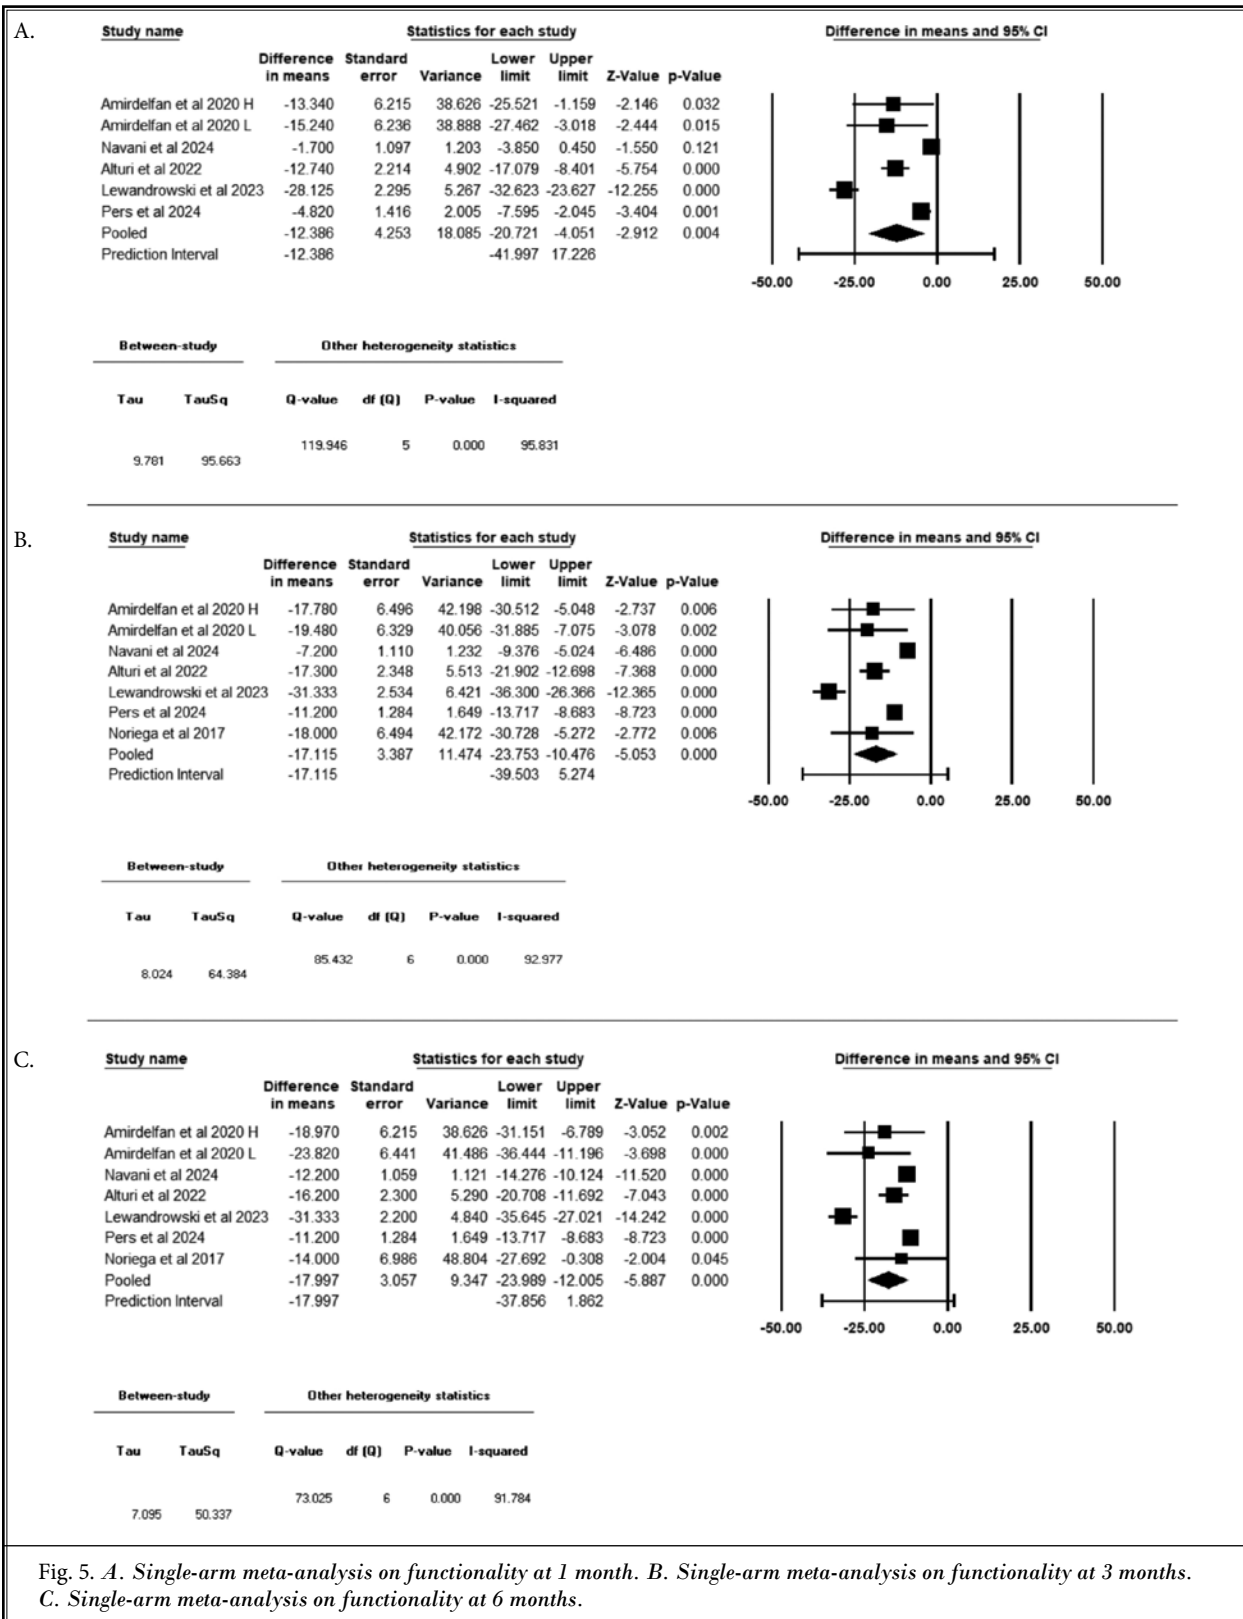 A.
Study name Statistics for each study Difference in means and 95% CI
Difference Standard Lower Upper
in means error Variance limit limit Z-Value p-Value
Amirdelfan et al 2020 H -13.340 6.215 38.626 -25.521 -1.159 -2.146 0.032
Amirdelfan et al 2020 L -15.240 6.236 38.888 -27.462 -3.018 -2.444 0.015
Navani et al 2024 -1.700 1.097 1.203 -3.850 0.450 -1.550 0.121
Alturi et al 2022 -12.740 2.214 4.902 -17.079 -8.401 -5.754 0.000
Lewandrowski et al 2023 -28.125 2.295 5.267 -32.623 -23.627 -12.255 0.000
Pers et al 2024 -4.820 1.416 2.005 -7.595 -2.045 -3.404 0.001
Pooled -12.386 4.253 18.085 -20.721 -4.051 -2.912 0.004
Prediction Interval -12.386 -41.997 17.226
-50.00 -25.00 0.00 25.00 50.00
Between-study Other heterogeneity statistics
Tau TauSq Q-value df (Q) P-value I-squared
119.946 5 0.000 95.831
9.781 95.663
B.
Study name Statistics for each study Difference in means and 95% CI
Difference Standard Lower Upper
in means error Variance limit limit Z-Value p-Value
Amirdelfan et al 2020 H -17.780 6.496 42.198 -30.512 -5.048 -2.737 0.006
Amirdelfan et al 2020 L -19.480 6.329 40.056 -31.885 -7.075 -3.078 0.002
Navani et al 2024 -7.200 1.110 1.232 -9.376 -5.024 -6.486 0.000
Alturi et al 2022 -17.300 2.348 5.513 -21.902 -12.698 -7.368 0.000
Lewandrowski et al 2023 -31.333 2.534 6.421 -36.300 -26.366 -12.365 0.000
Pers et al 2024 -11.200 1.284 1.649 -13.717 -8.683 -8.723 0.000
Noriega et al 2017 -18.000 6.494 42.172 -30.728 -5.272 -2.772 0.006
Pooled -17.115 3.387 11.474 -23.753 -10.476 -5.053 0.000
Prediction Interval -17.115 -39.503 5.274
-50.00 -25.00 0.00 25.00 50.00
Between-study Other heterogeneity statistics
Tau TauSq Q-value df (Q) P-value I-squared
85.432 6 0.000 92.977
8.024 64.384
C.
Study name Statistics for each study Difference in means and 95% CI
Difference Standard Lower Upper
in means error Variance limit limit Z-Value p-Value
Amirdelfan et al 2020 H -18.970 6.215 38.626 -31.151 -6.789 -3.052 0.002
Amirdelfan et al 2020 L -23.820 6.441 41.486 -36.444 -11.196 -3.698 0.000
Navani et al 2024 -12.200 1.059 1.121 -14.276 -10.124 -11.520 0.000
Alturi et al 2022 -16.200 2.300 5.290 -20.708 -11.692 -7.043 0.000
Lewandrowski et al 2023 -31.333 2.200 4.840 -35.645 -27.021 -14.242 0.000
Pers et al 2024 -11.200 1.284 1.649 -13.717 -8.683 -8.723 0.000
Noriega et al 2017 -14.000 6.986 48.804 -27.692 -0.308 -2.004 0.045
Pooled -17.997 3.057 9.347 -23.989 -12.005 -5.887 0.000
Prediction Interval -17.997 -37.856 1.862
-50.00 -25.00 0.00 25.00 50.00
Between-study Other heterogeneity statistics
Tau TauSq Q-value df (Q) P-value I-squared
73.025 6 0.000 91.784
7.095 50.337
Fig. 5. A. Single-arm meta-analysis on functionality at 1 month. B. Single-arm meta-analysis on functionality at 3 months.
C. Single-arm meta-analysis on functionality at 6 months.